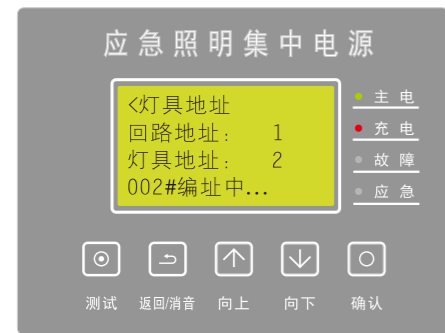 应急照明集中电源
<灯具地址
回路地址: 1
灯具地址: 2
002#编址中...
主电
充电
故障
应急
测试 返回/消音 向上 向下 确认